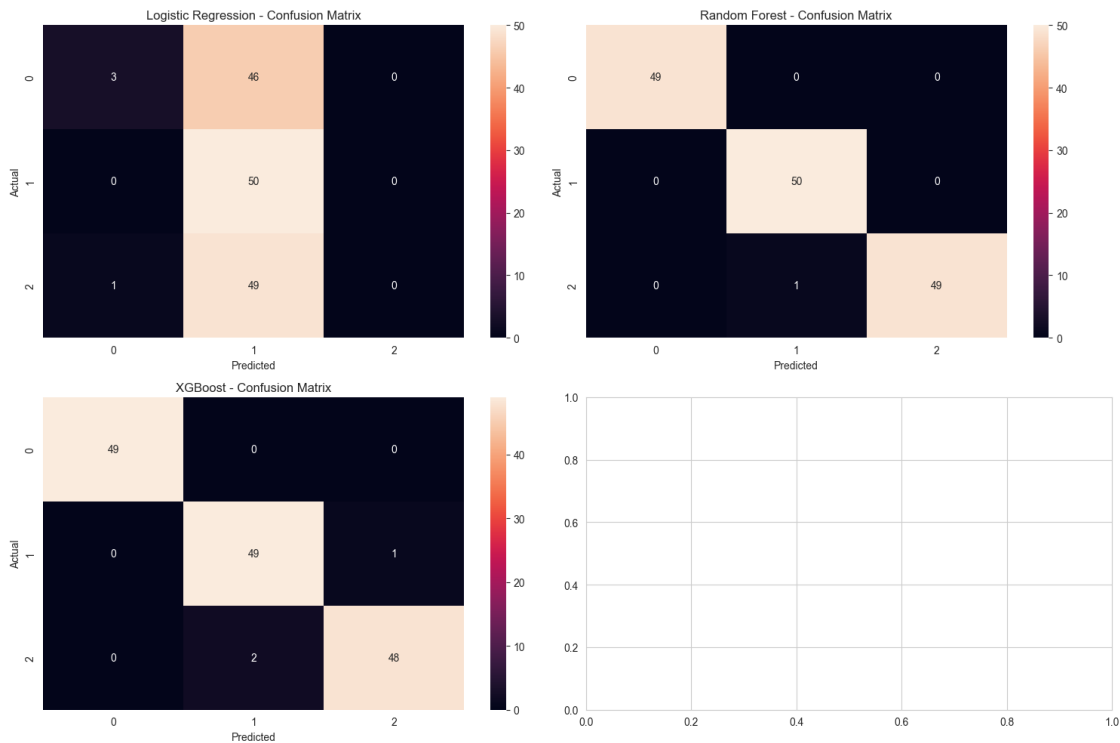 Logistic Regression - Confusion Matrix
Actual
0 3 46 0
1 0 50 0
2 1 49 0
0 1 2
Predicted
50
40
30
20
10
0
Random Forest - Confusion Matrix
Actual
0 49 0 0
1 0 50 0
2 0 1 49
0 1 2
Predicted
50
40
30
20
10
0
XGBoost - Confusion Matrix
Actual
0 49 0 0
1 0 49 1
2 0 2 48
0 1 2
Predicted
40
30
20
10
0
1.0
0.8
0.6
0.4
0.2
0.0
0.0 0.2 0.4 0.6 0.8 1.0